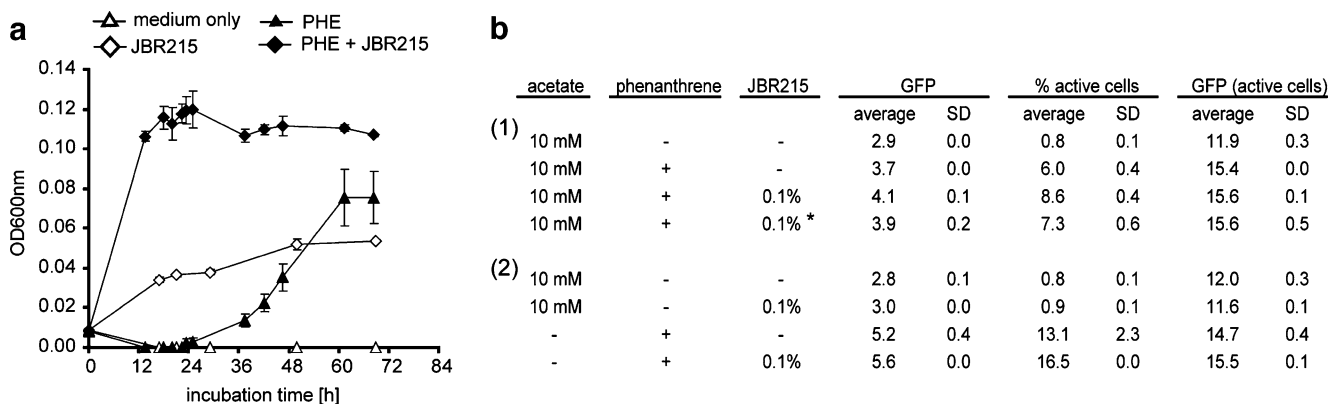 a
medium only PHE
JBR215 PHE + JBR215
0.14
0.12
0.10
0.08
0.06
0.04
0.02
0.00
OD600nm
0 12 24 36 48 60 72 84
incubation time [h]
b
acetate phenanthrene JBR215 GFP % active cells GFP (active cells)
average SD average SD average SD
(1)
10 mM - - 2.9 0.0 0.8 0.1 11.9 0.3
10 mM + - 3.7 0.0 6.0 0.4 15.4 0.0
10 mM + 0.1% 4.1 0.1 8.6 0.4 15.6 0.1
10 mM + 0.1% * 3.9 0.2 7.3 0.6 15.6 0.5
(2)
10 mM - - 2.8 0.1 0.8 0.1 12.0 0.3
10 mM - 0.1% 3.0 0.0 0.9 0.1 11.6 0.1
- + - 5.2 0.4 13.1 2.3 14.7 0.4
- + 0.1% 5.6 0.0 16.5 0.0 15.5 0.1